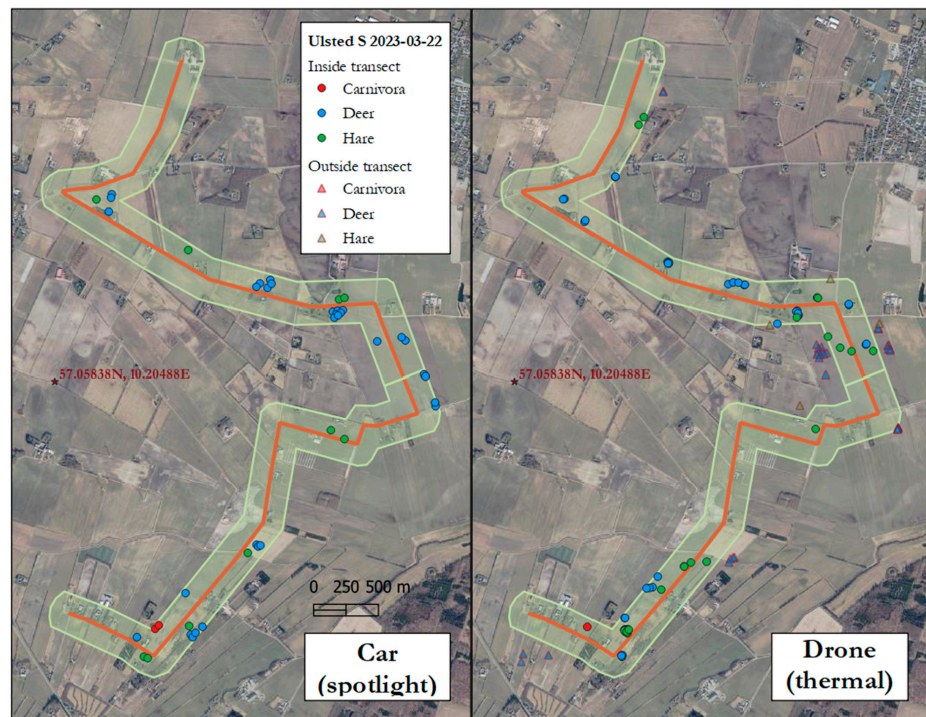 Ulsted S 2023-03-22
Inside transect
Carnivora
Deer
Hare
Outside transect
Carnivora
Deer
Hare
57.05838N, 10.20488E
57.05838N, 10.20488E
0 250 500 m
Car
(spotlight)
Drone
(thermal)